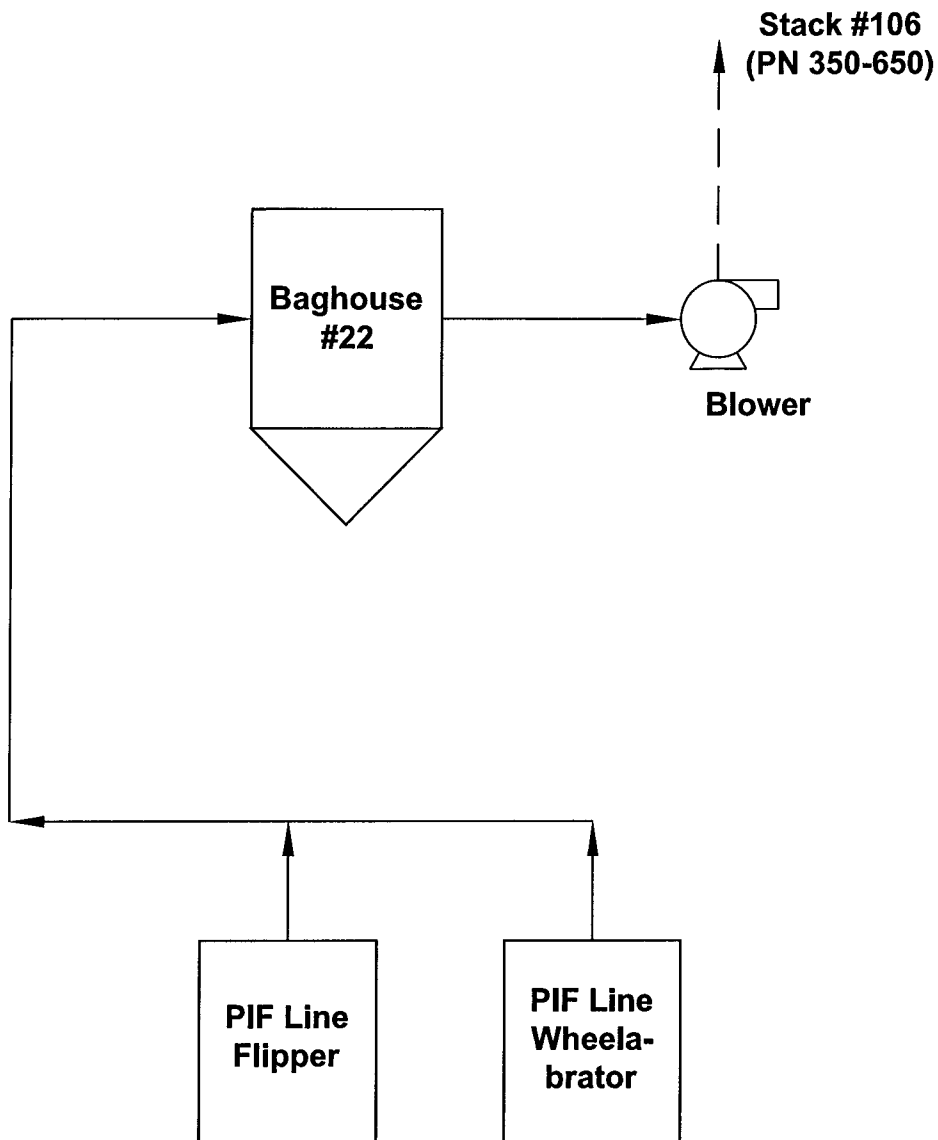 Stack #106
(PN 350-650)
Baghouse
#22
Blower
PIF Line
Flipper
PIF Line
Wheela-
brator